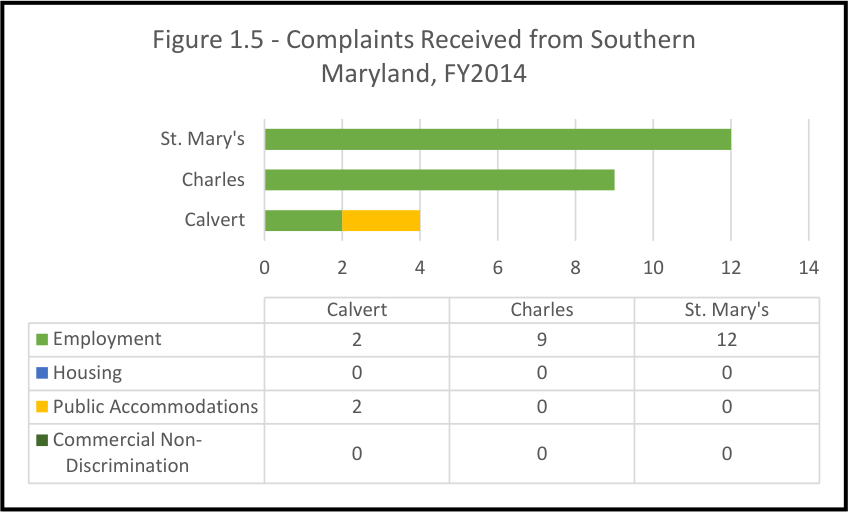 Figure 1.5 - Complaints Received from Southern
Maryland, FY2014
St. Mary's
Charles
Calvert
0 2 4 6 8 10 12 14
Calvert Charles St. Mary's
Employment 2 9 12
Housing 0 0 0
Public Accommodations 2 0 0
Commercial Non-
Discrimination 0 0 0